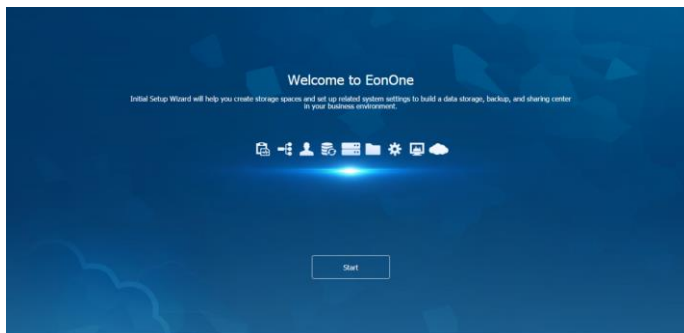 Welcome to EonOne
Initial Setup Wizard will help you create storage spaces and set up related system settings to build a data storage, backup, and sharing center
in your business environment.
Start